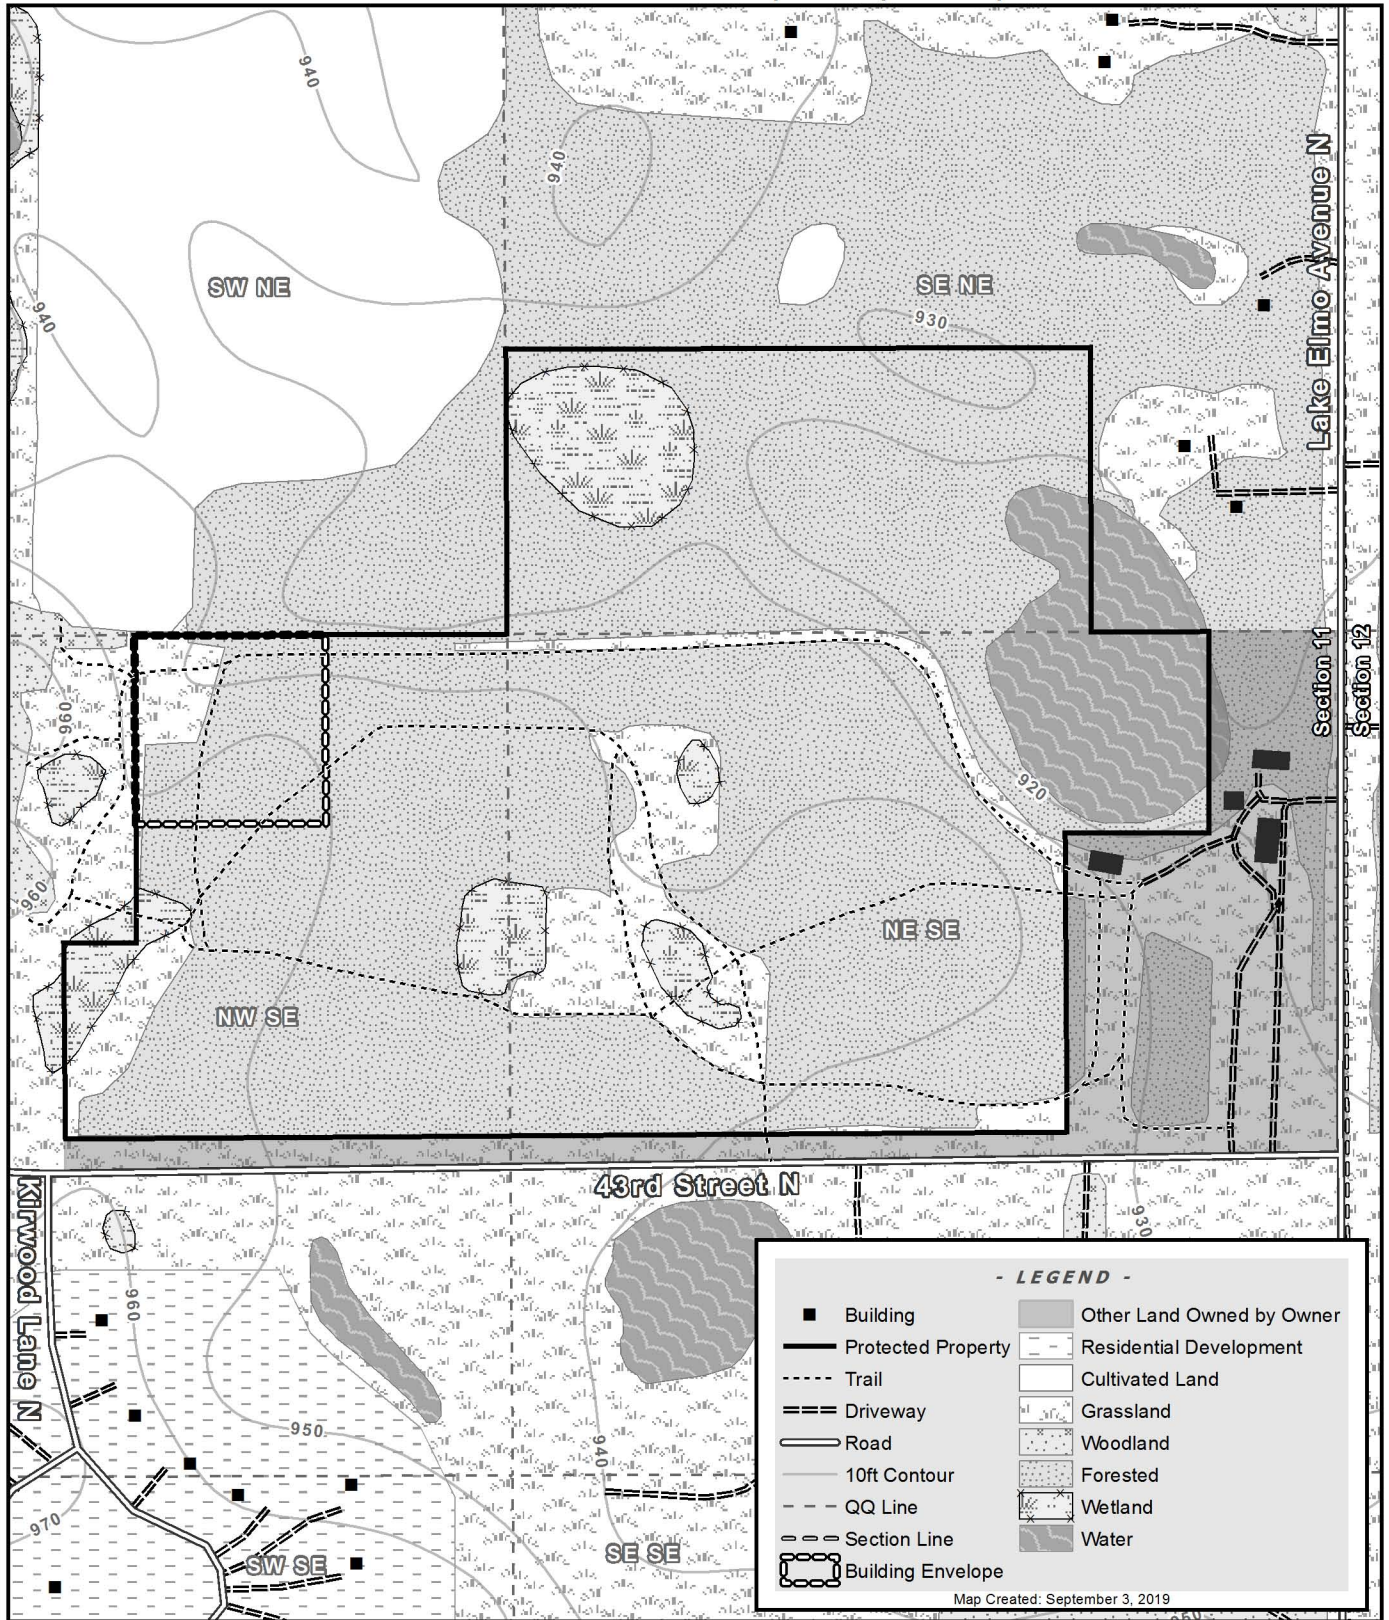 940
940
SW NE
SE NE
940
930
Lake Elmo Avenue N
Section 11
Section 12
960
920
960
NE SE
NW SE
43rd Street N
Kirwood Lane N
930
960
950
940
970
SW SE
SE SE
- LEGEND -
Building
Protected Property
Trail
Driveway
Road
10ft Contour
QQ Line
Section Line
Building Envelope
Other Land Owned by Owner
Residential Development
Cultivated Land
Grassland
Woodland
Forested
Wetland
Water
Map Created: September 3, 2019
950